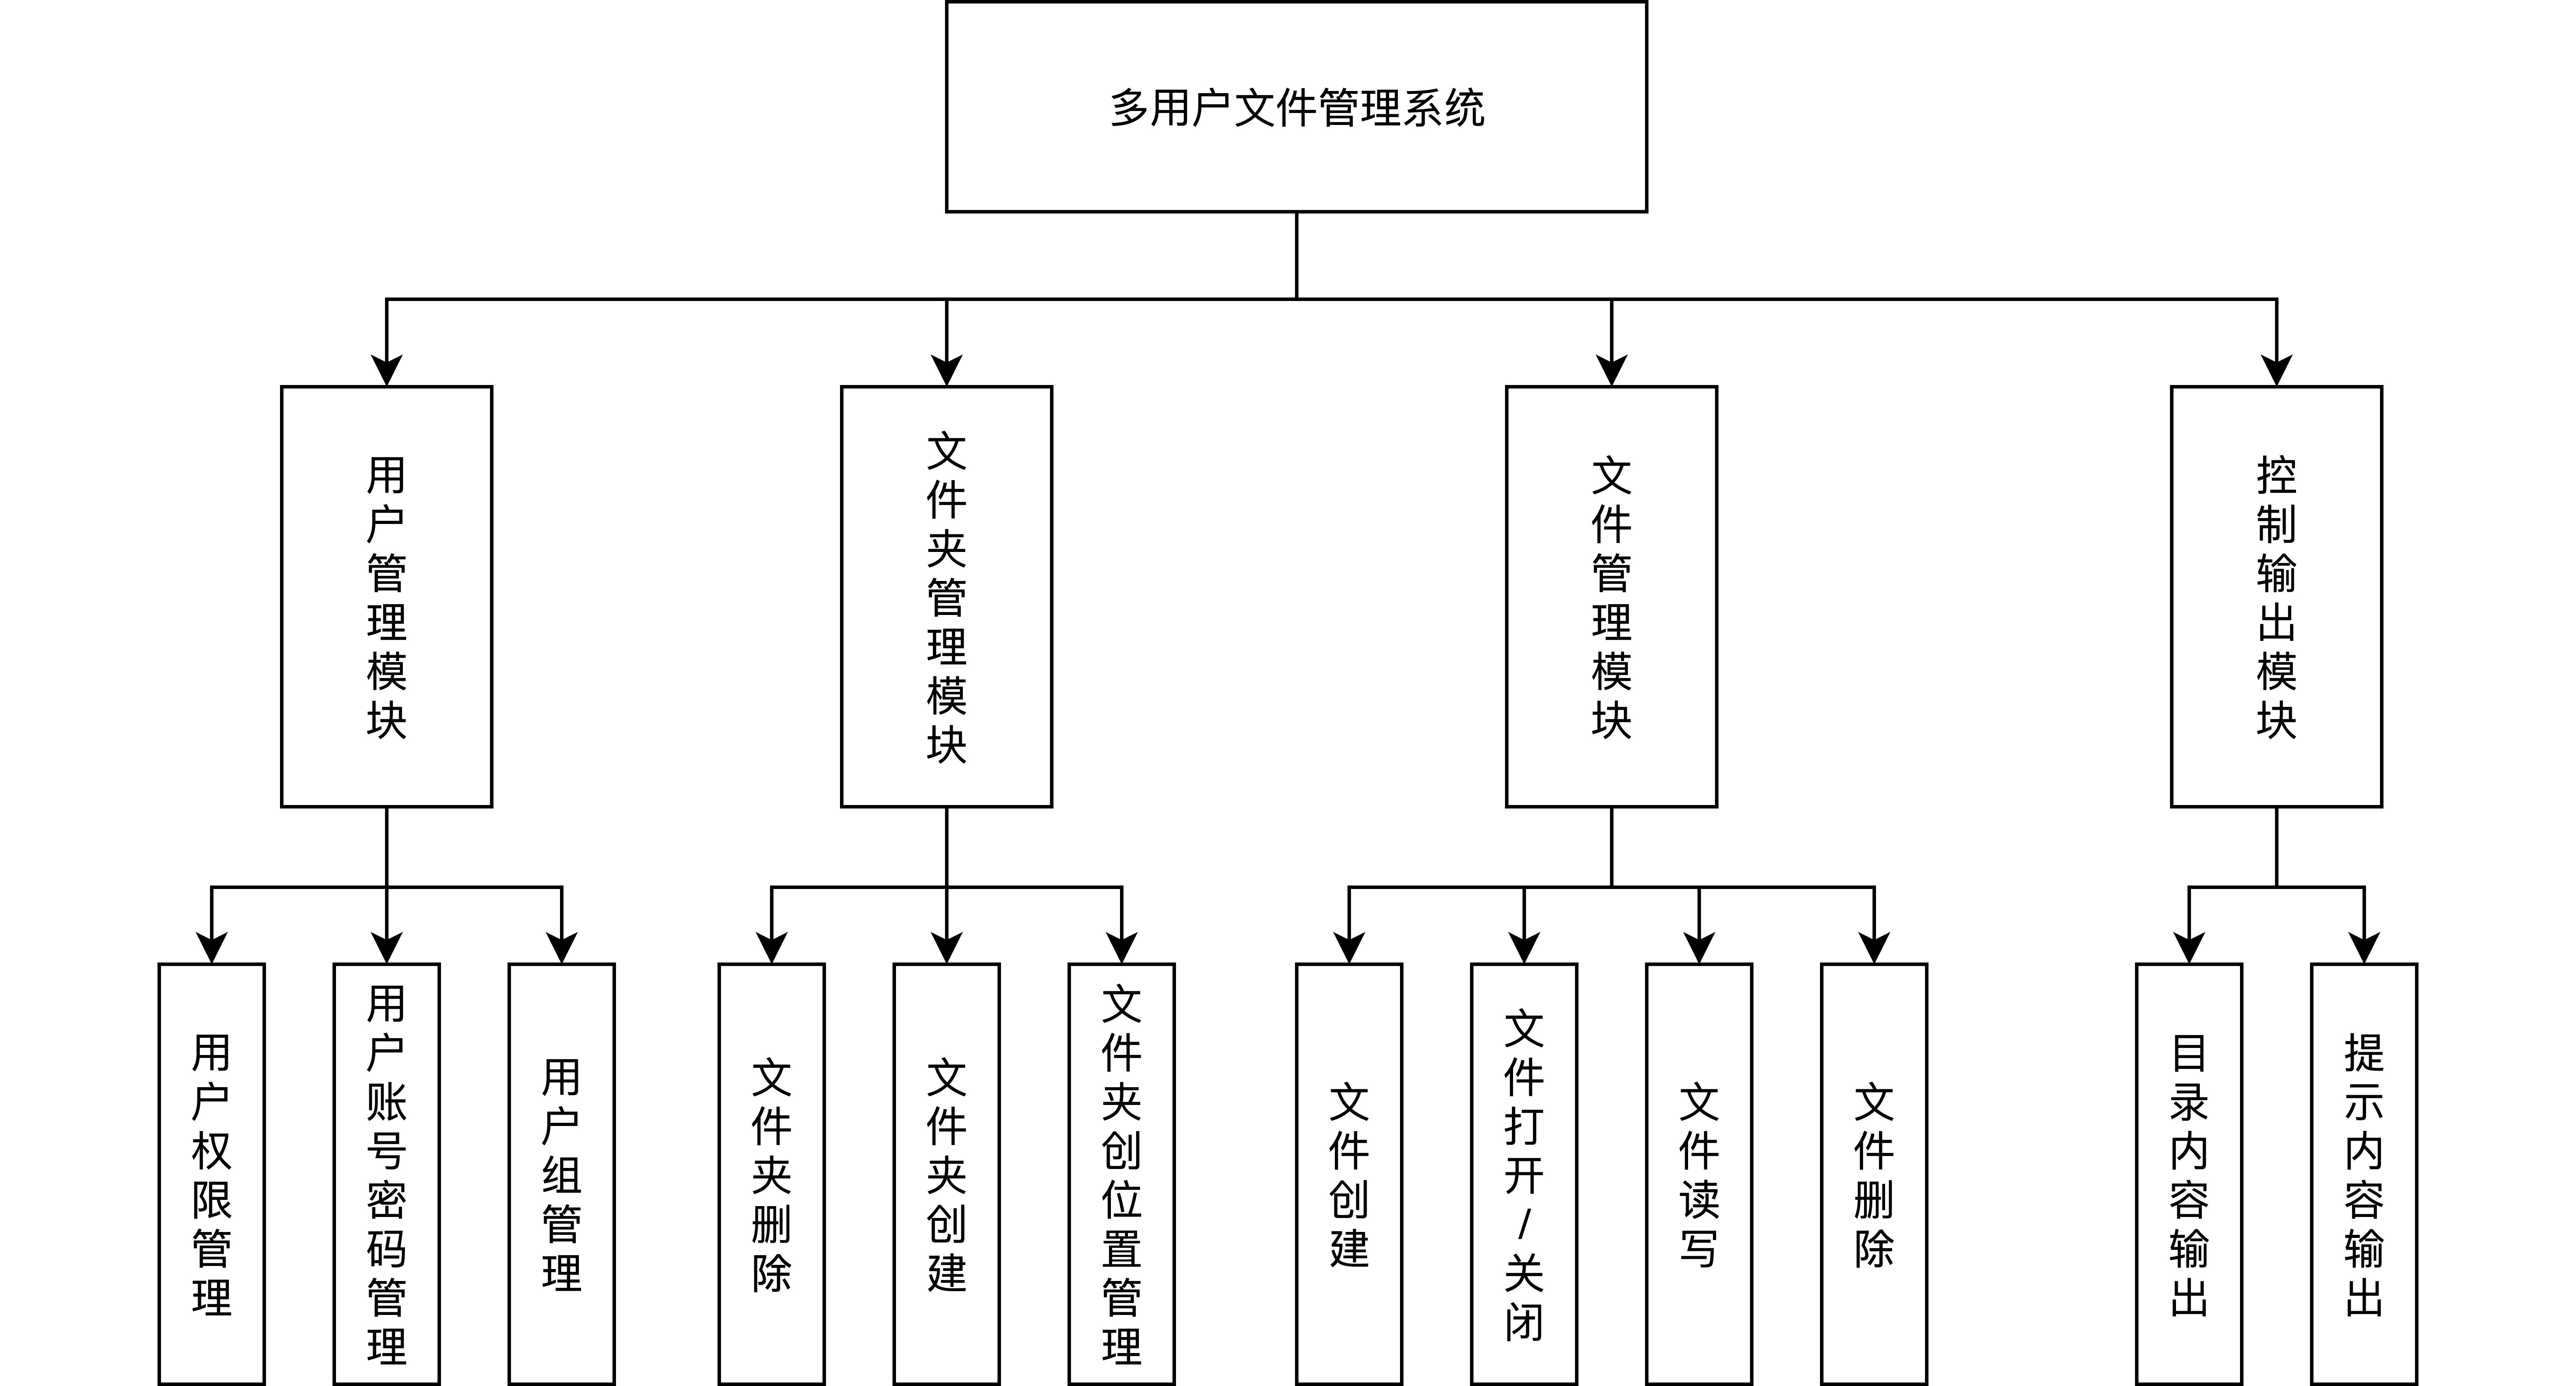 多用户文件管理系统
用户管理模块
文件夹管理模块
文件管理模块
控制输出模块
用户权限管理
用户账号密码管理
用户组管理
文件夹删除
文件夹创建
文件夹创位置管理
文件创建
文件打开/关闭
文件读写
文件删除
目录内容输出
提示内容输出